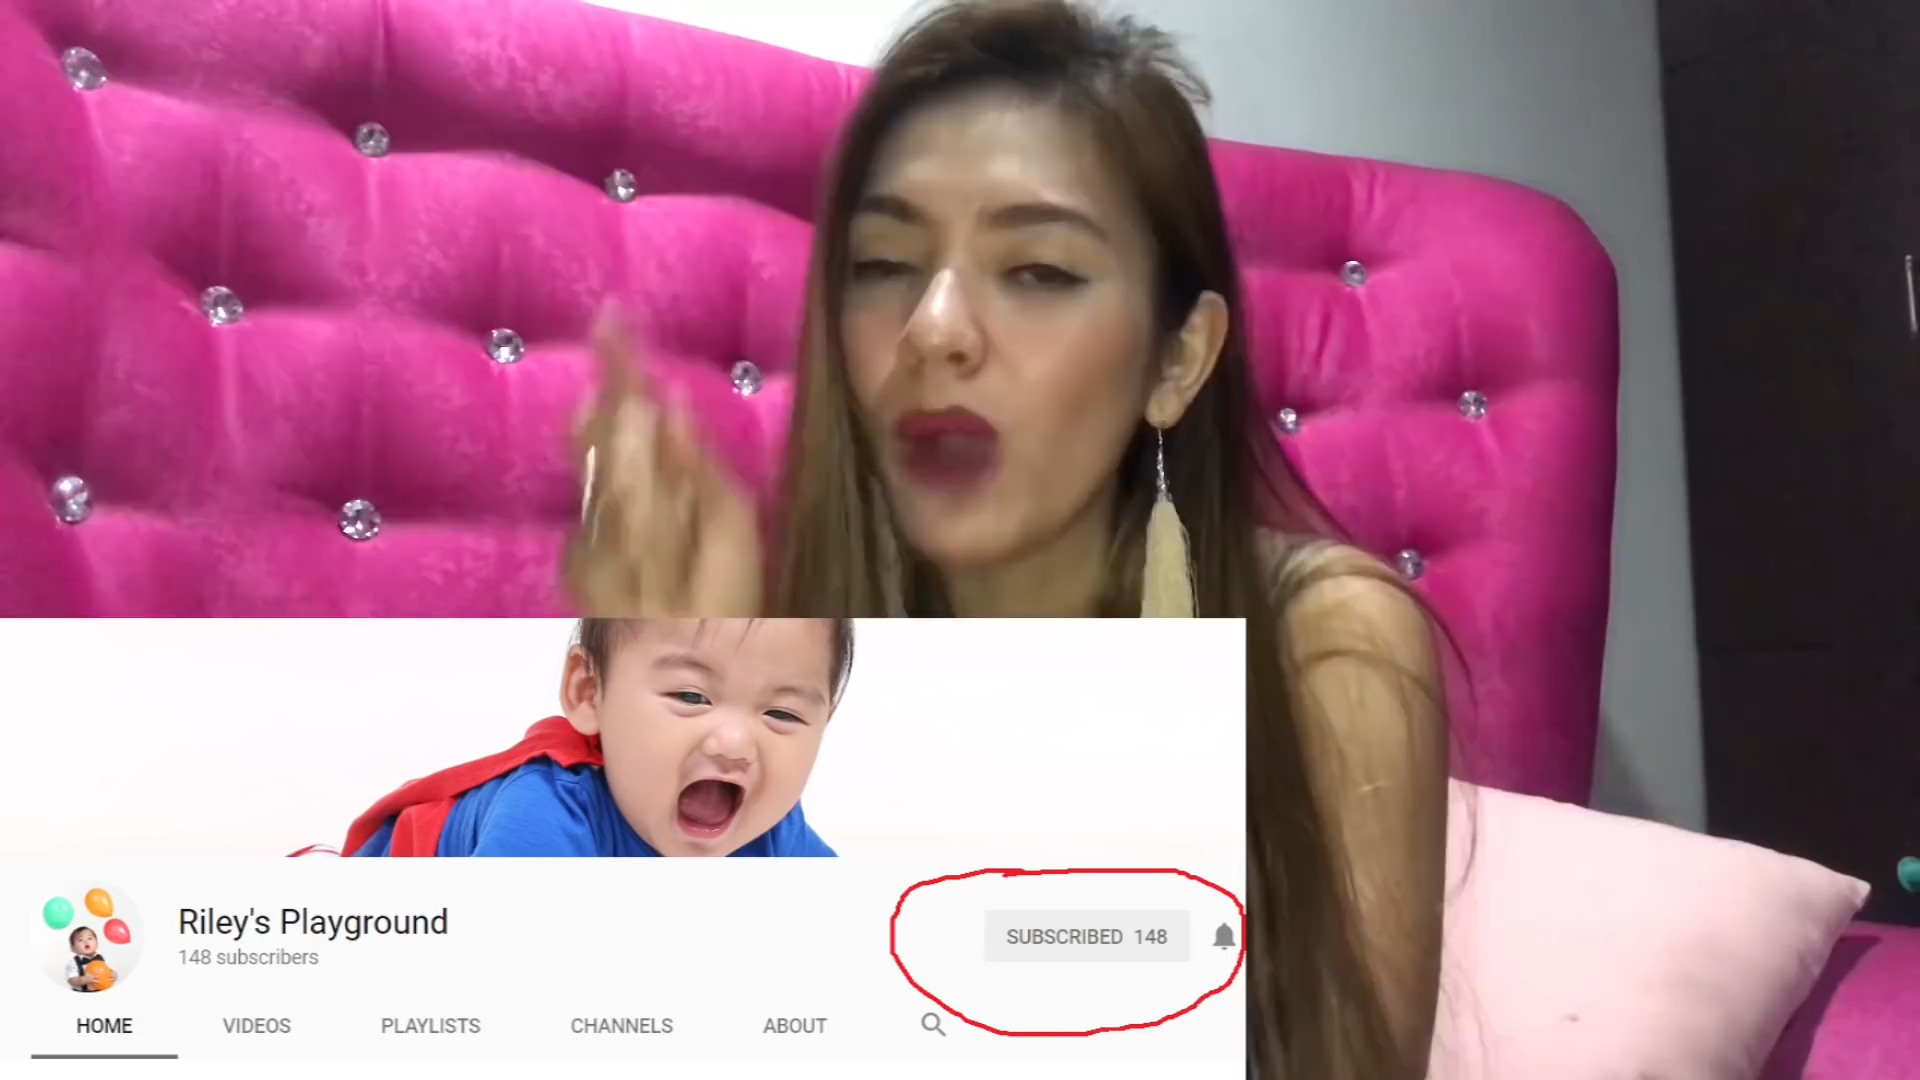 Riley's Playground
148 subscribers
SUBSCRIBED 148
HOME VIDEOS PLAYLISTS CHANNELS ABOUT